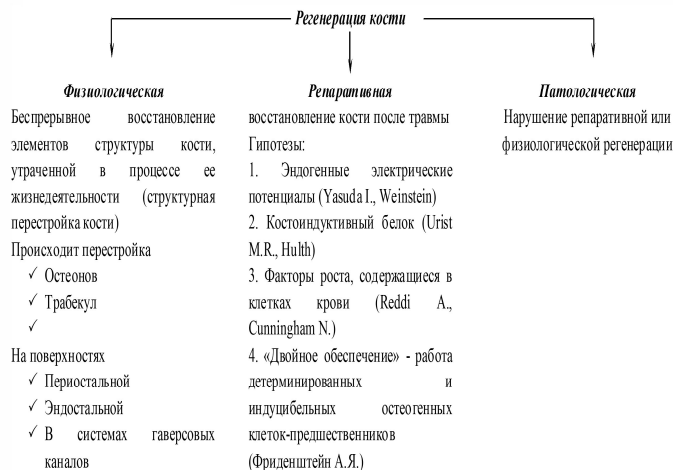 Регенерация кости
Физиологическая
Беспрерывное восстановление
элементов структуры кости,
утраченной в процессе ее
жизнедеятельности (структурная
перестройка кости)
Происходит перестройка
✓ Остеонов
✓ Трабекул
✓
На поверхностях
✓ Периостальной
✓ Эндостальной
✓ В системах гаверсовых
каналов
Репаративная
восстановление кости после травмы
Гипотезы:
1. Эндогенные электрические
потенциалы (Yasuda I., Weinstein)
2. Костоиндуктивный белок (Urist
M.R., Hulth)
3. Факторы роста, содержащиеся в
клетках крови (Reddi A.,
Cunningham N.)
4. «Двойное обеспечение» - работа
детерминированных и
индуцибельных остеогенных
клеток-предшественников
(Фриденштейн А.Я.)
Патологическая
Нарушение репаративной или
физиологической регенерации